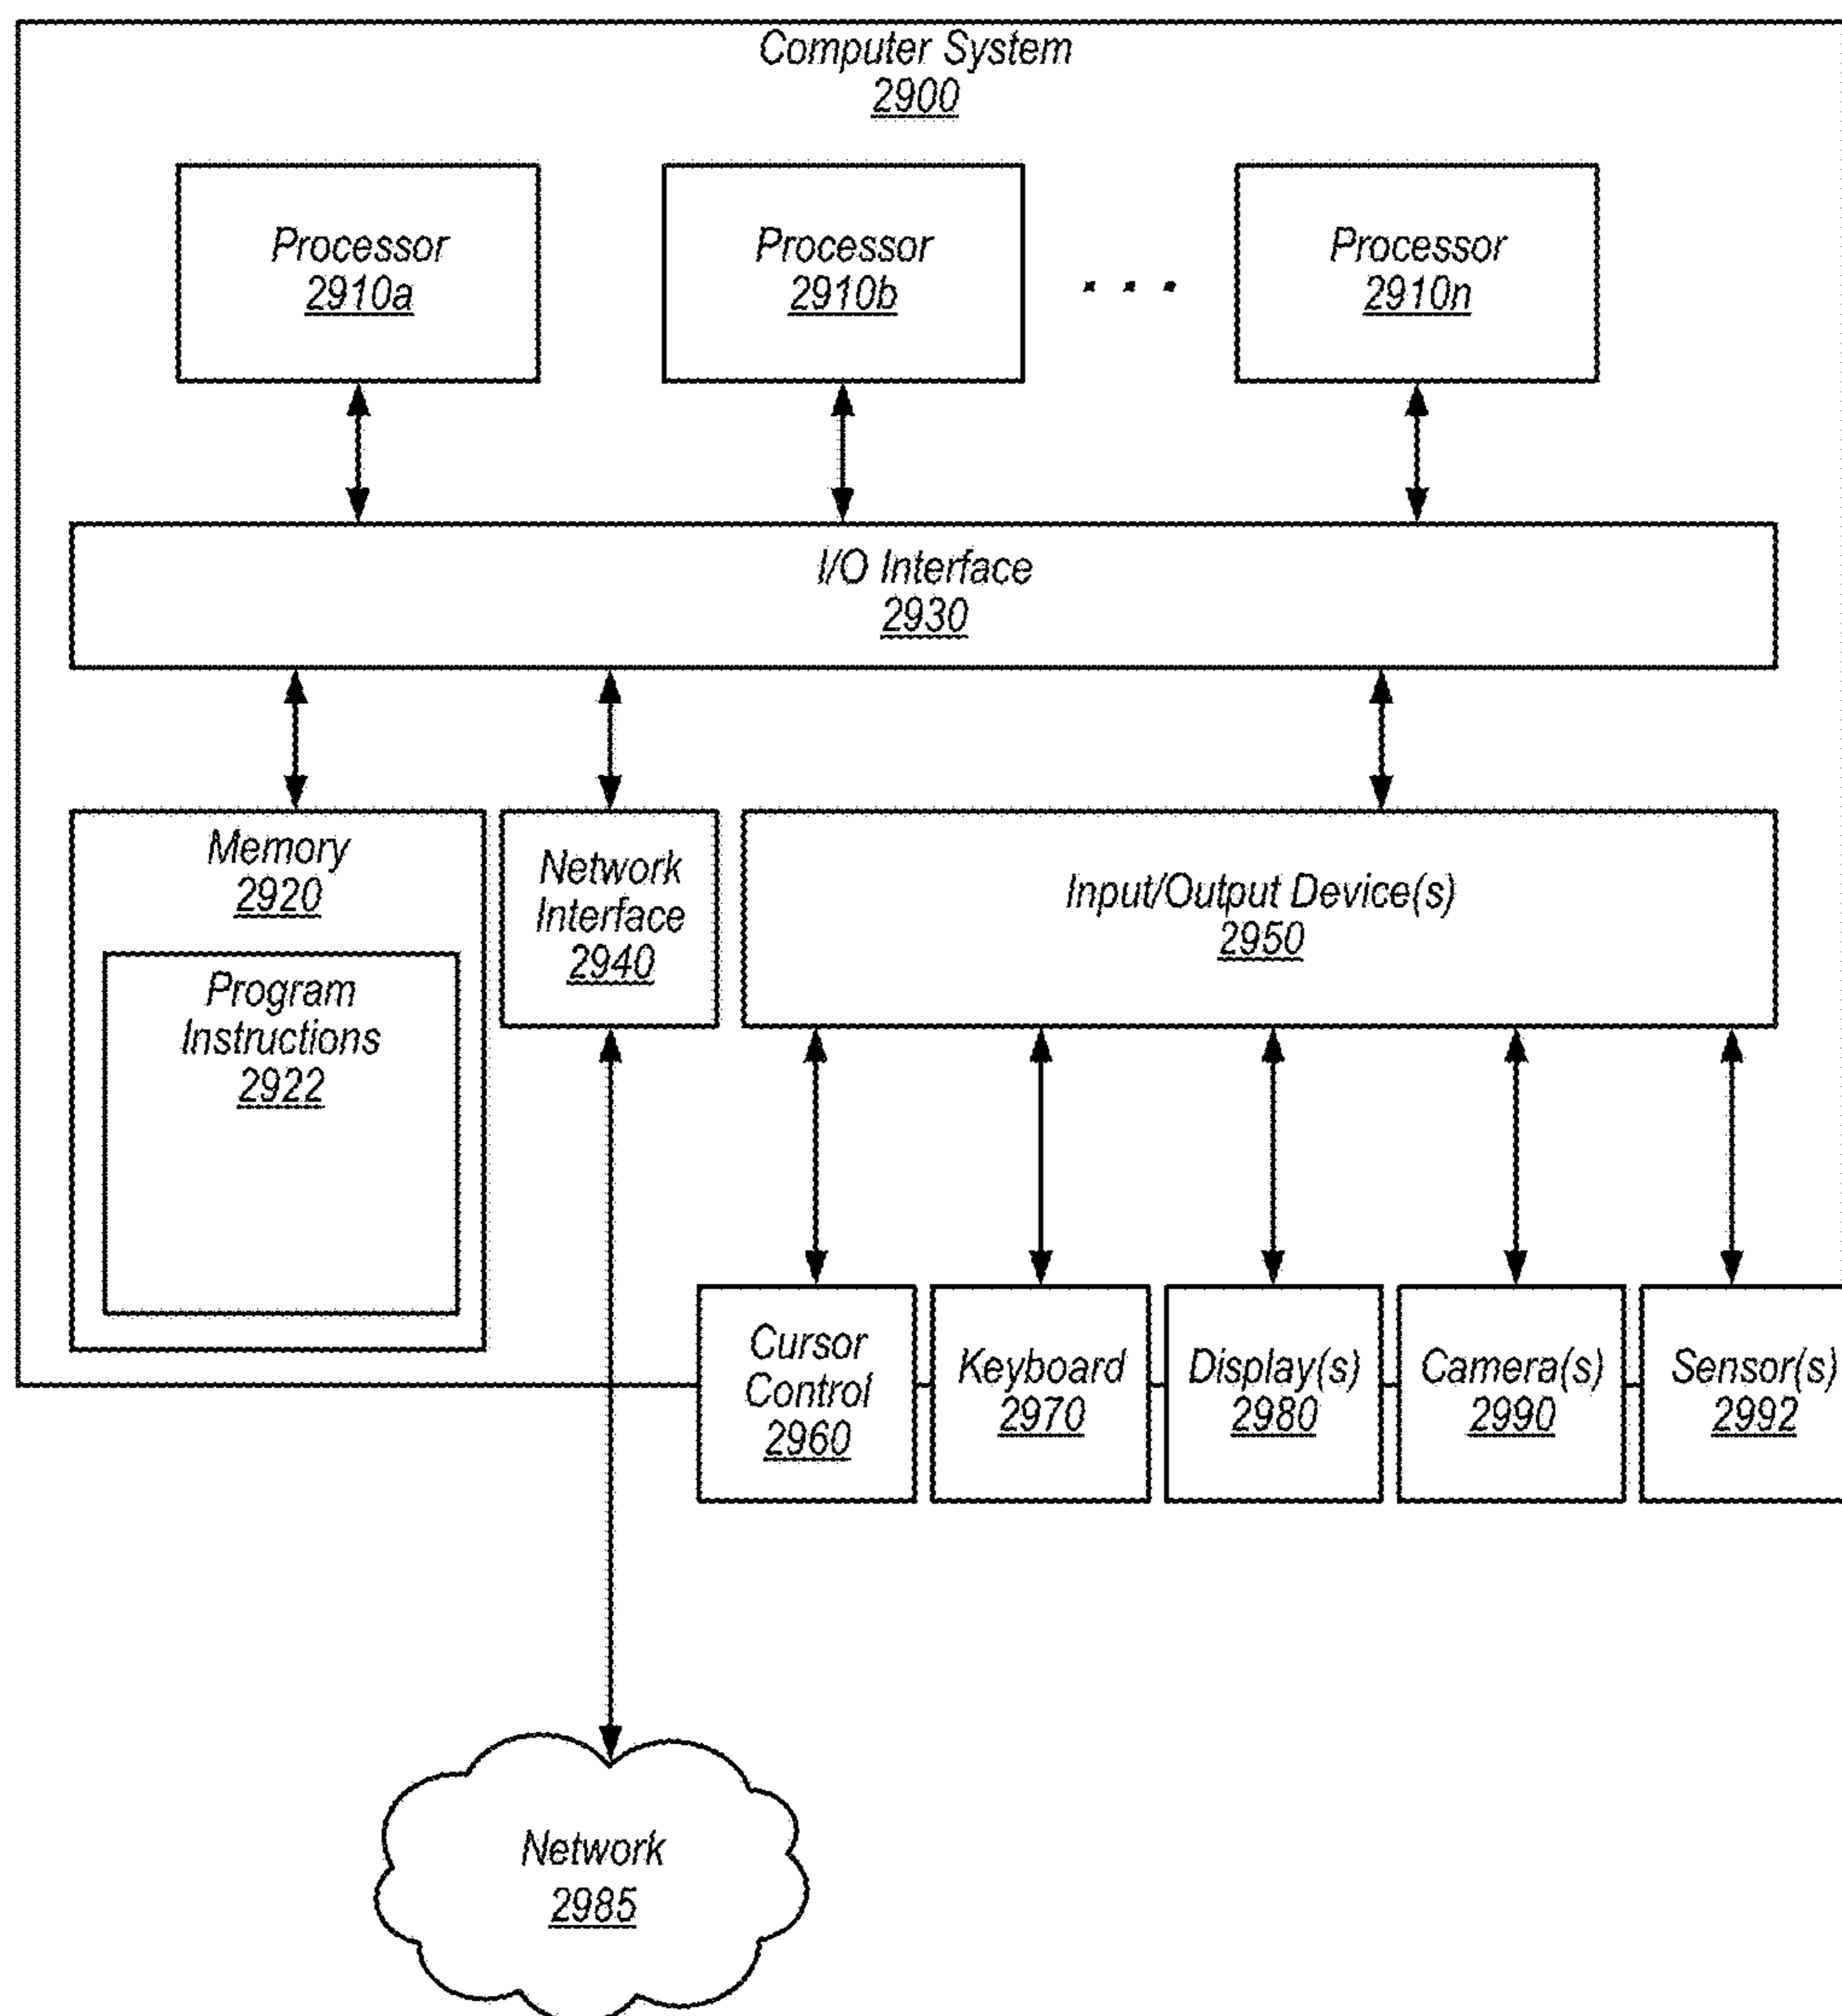 Computer System
2900
Processor
2910a
Processor
2910b
. . .
Processor
2910n
I/O Interface
2930
Memory
2920
Program
Instructions
2922
Network
Interface
2940
Input/Output Device(s)
2950
Cursor
Control
2960
Keyboard
2970
Display(s)
2980
Camera(s)
2990
Sensor(s)
2992
Network
2985